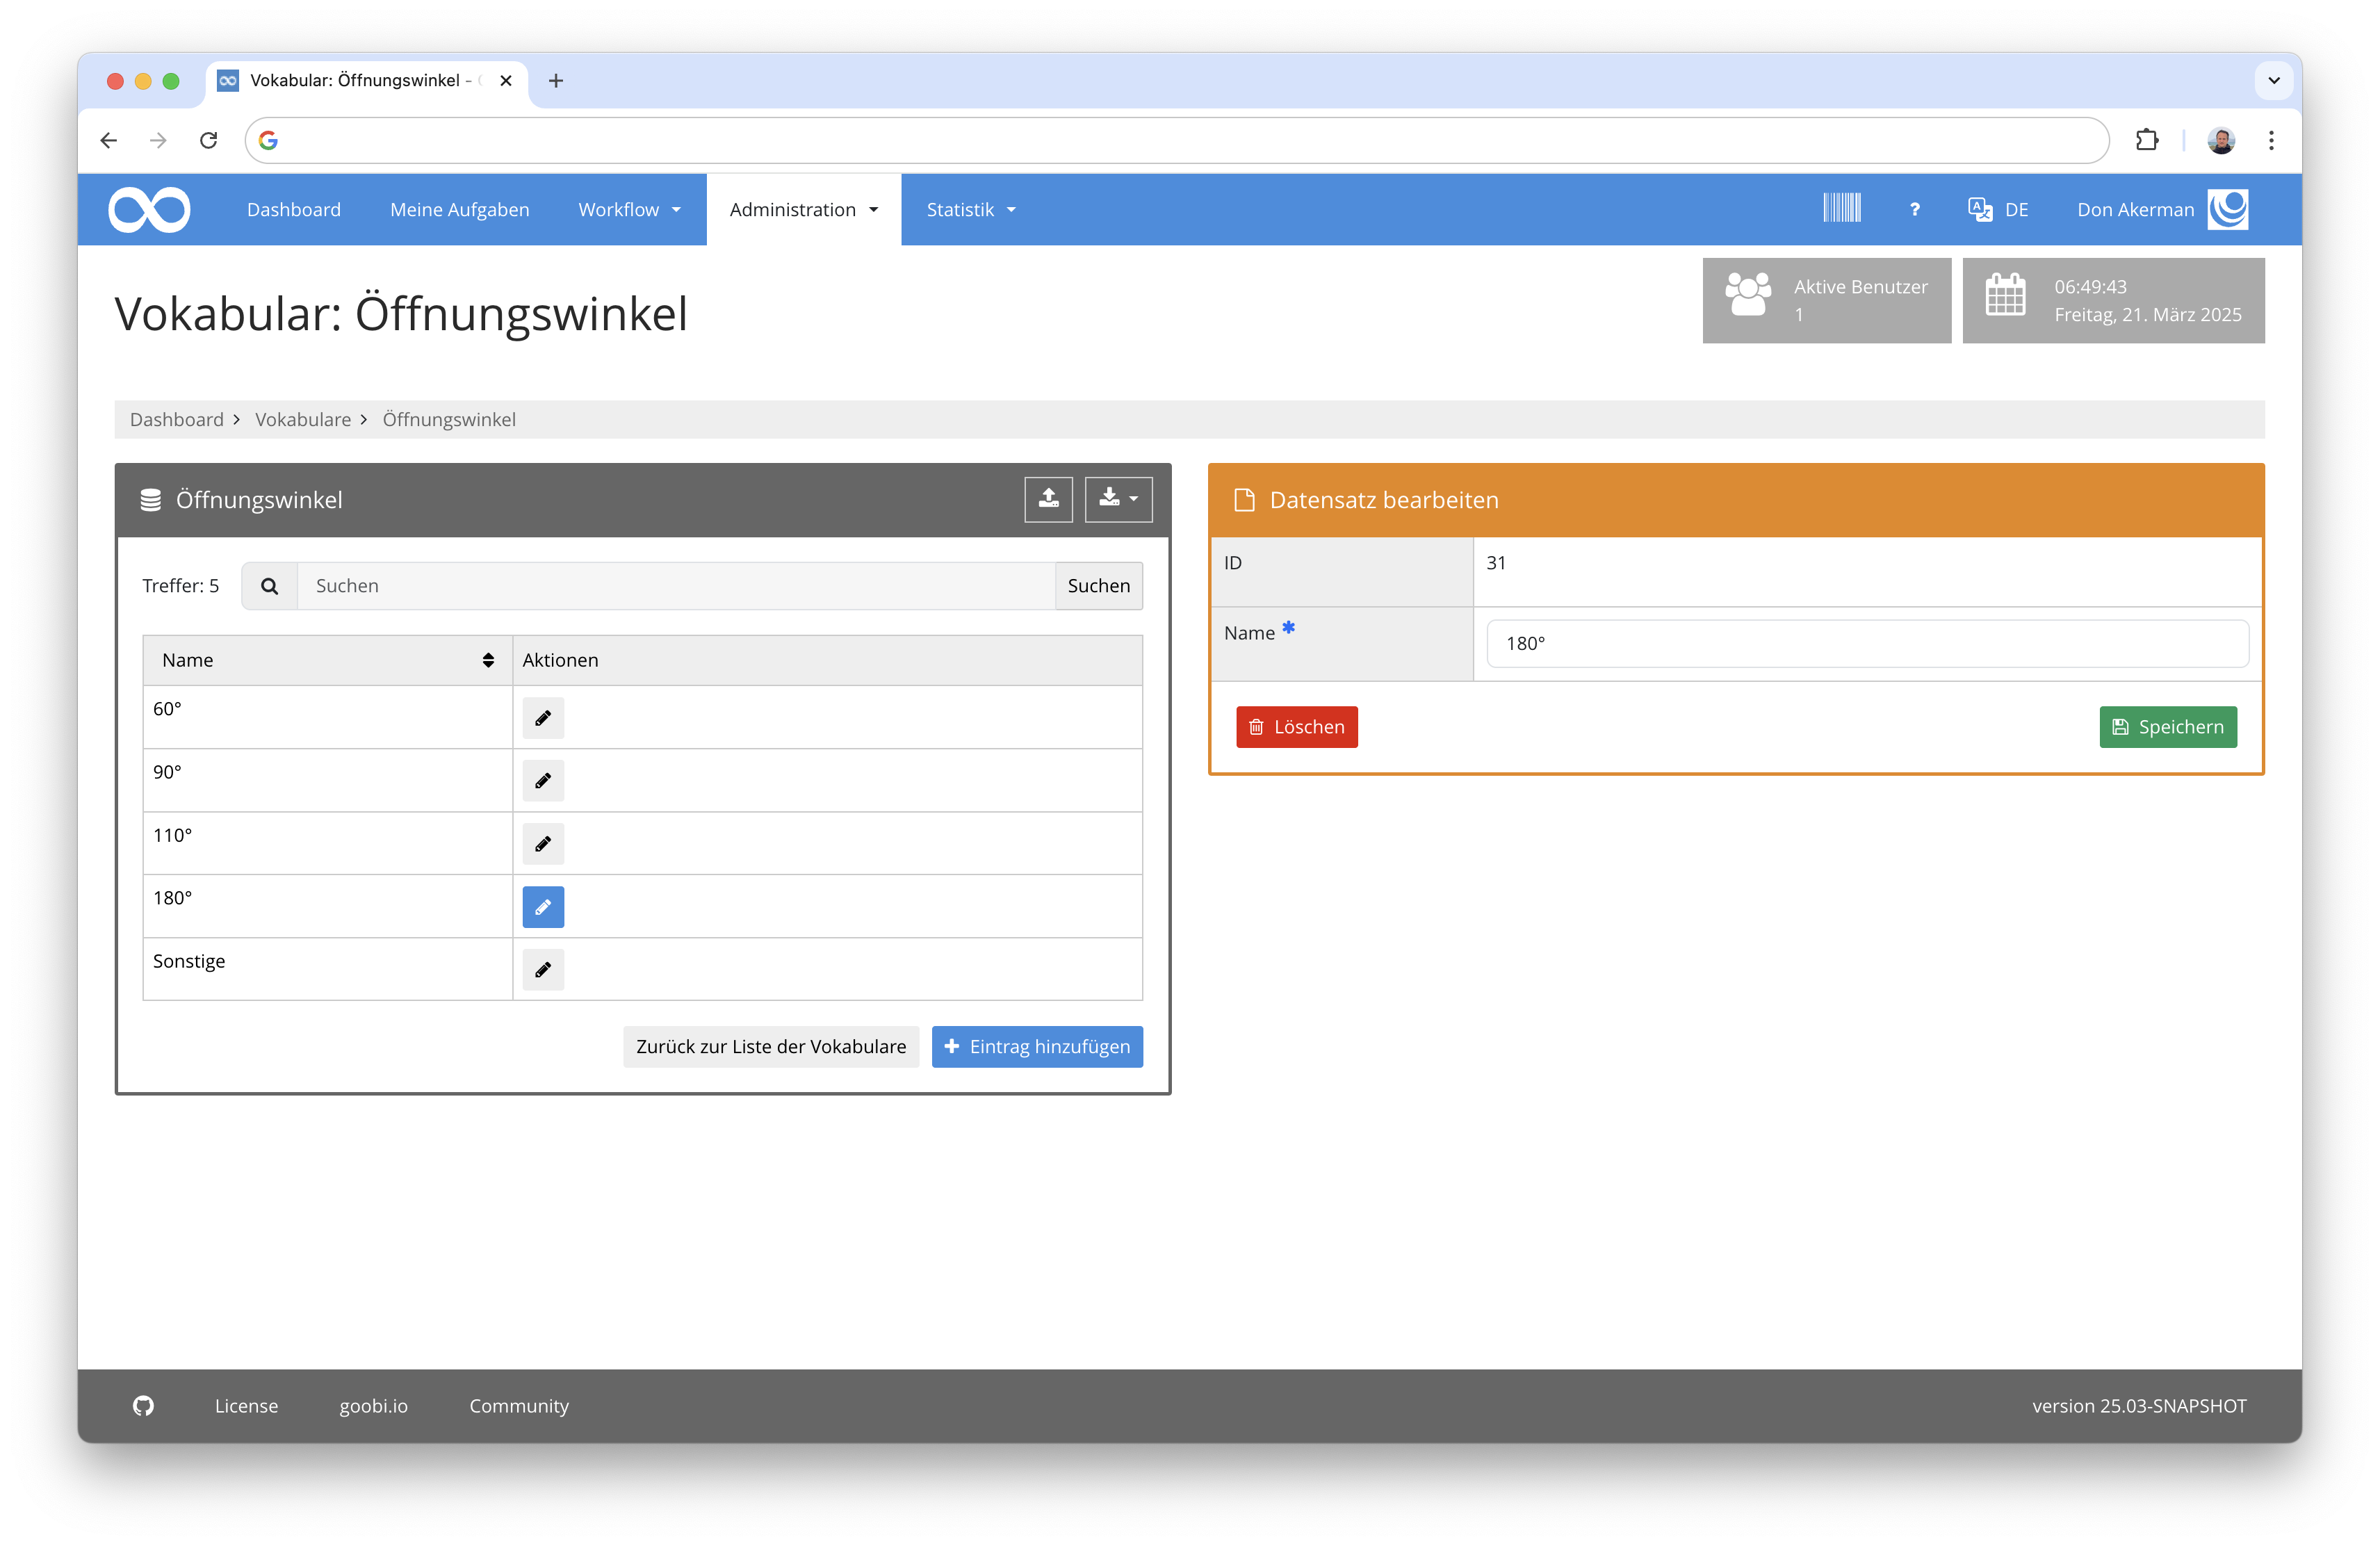 Vokabular: Öffnungswinkel -
Dashboard Meine Aufgaben Workflow Administration Statistik ? DE Don Akerman
Vokabular: Öffnungswinkel
Aktive Benutzer
1
06:49:43
Freitag, 21. März 2025
Dashboard Vokabulare Öffnungswinkel
Öffnungswinkel
Treffer: 5 Suchen Suchen
Name Aktionen
60°
90°
110°
180°
Sonstige
Zurück zur Liste der Vokabulare Eintrag hinzufügen
Datensatz bearbeiten
ID 31
Name * 180°
Löschen Speichern
License goobi.io Community version 25.03-SNAPSHOT